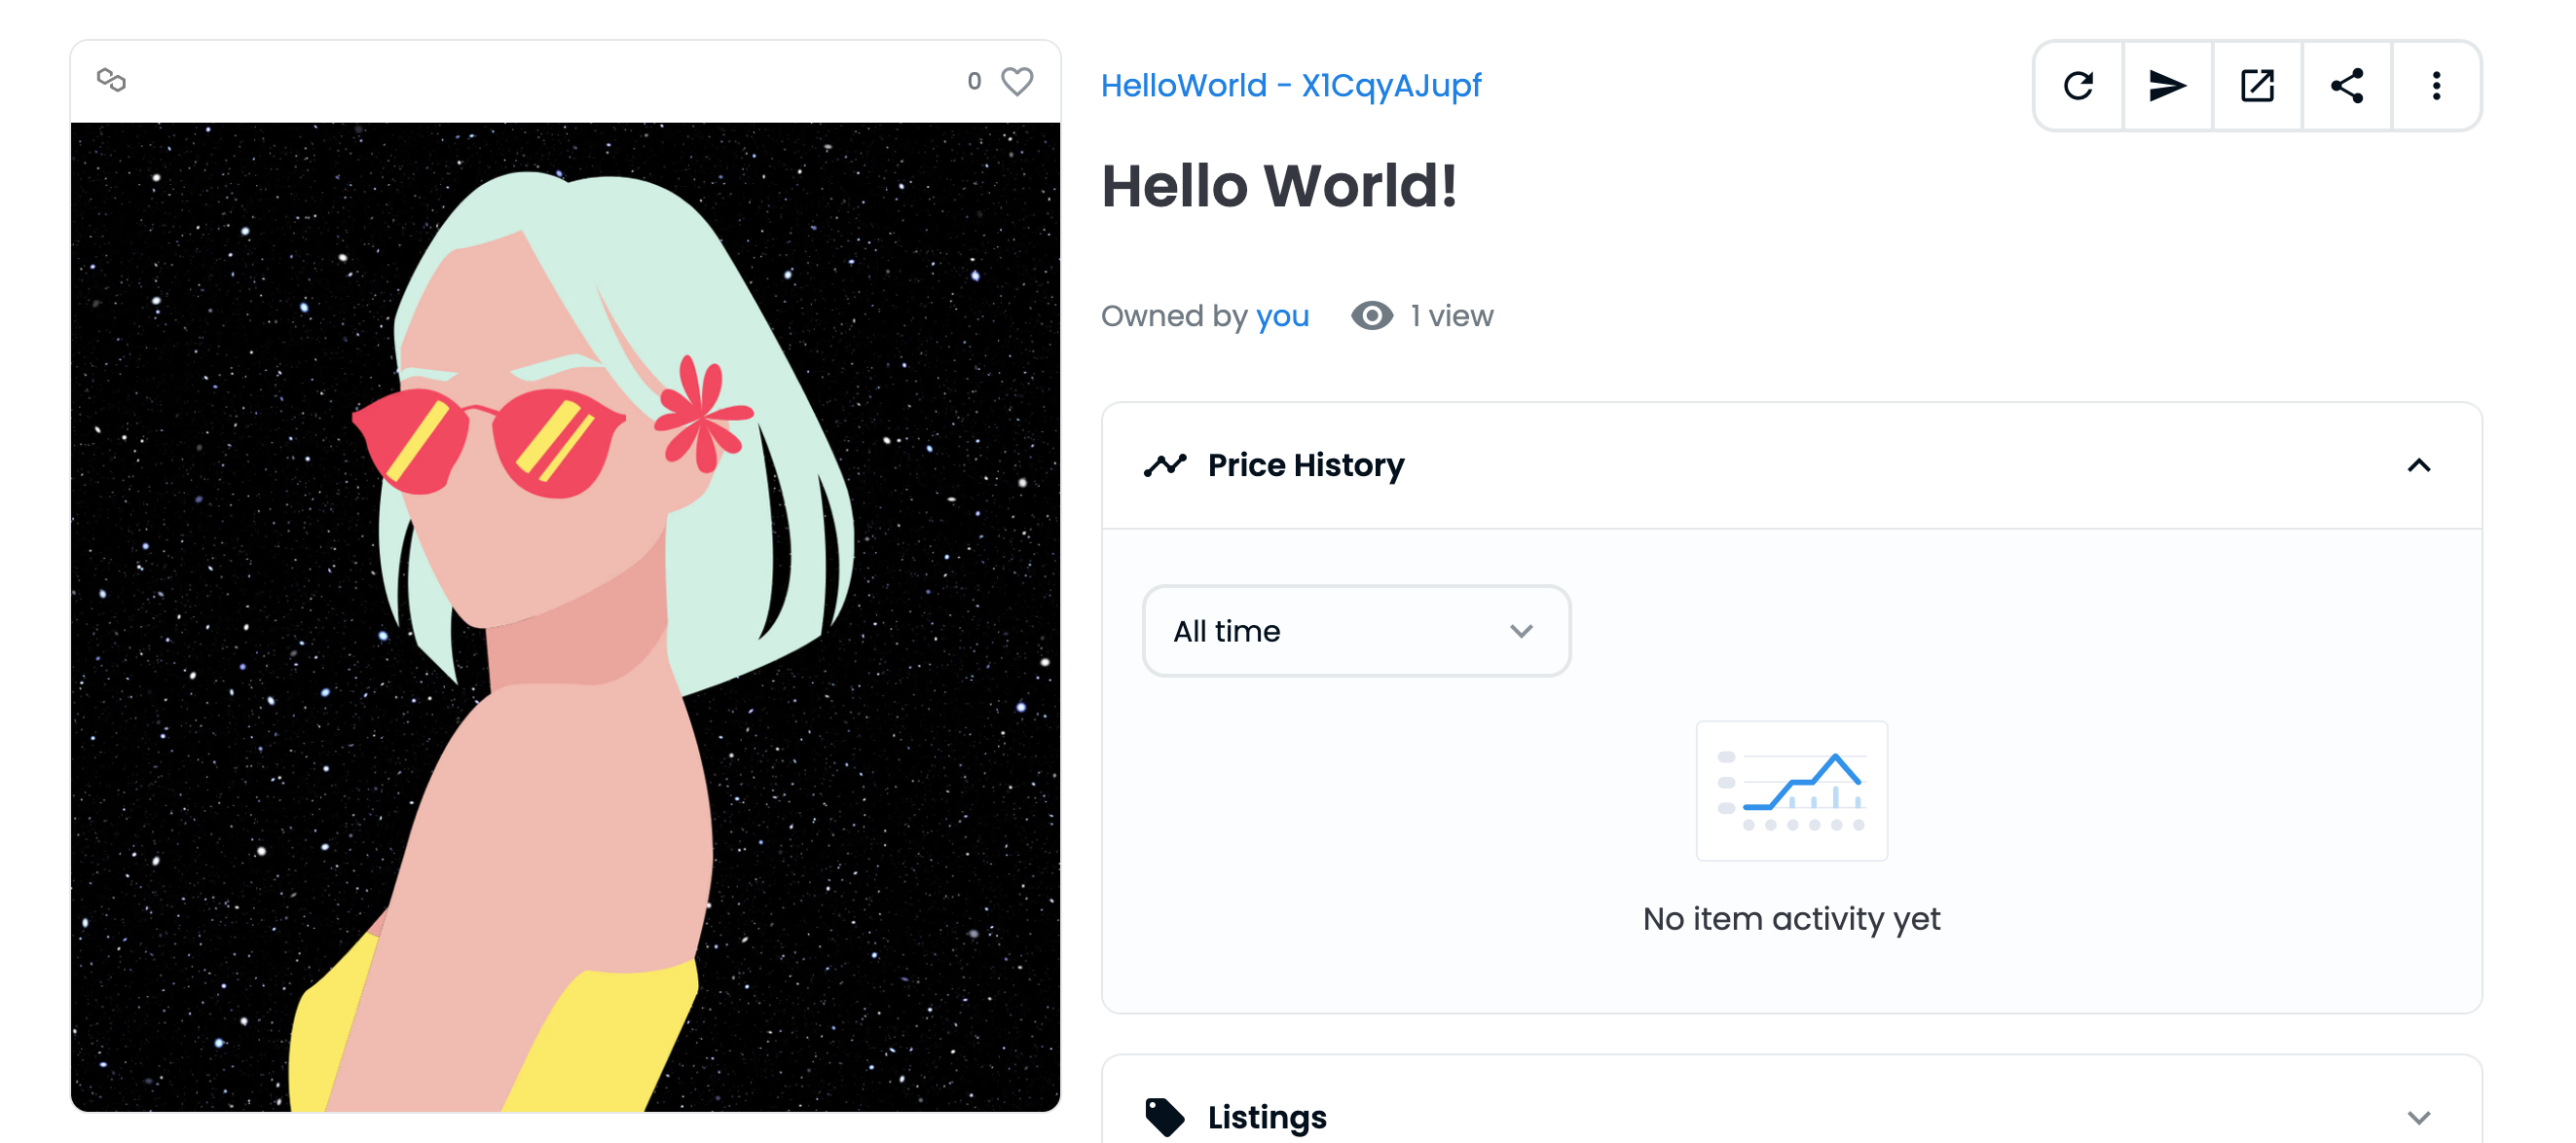 0
HelloWorld - X1CqyAJupf
Hello World!
Owned by you 1 view
Price History
All time
No item activity yet
Listings